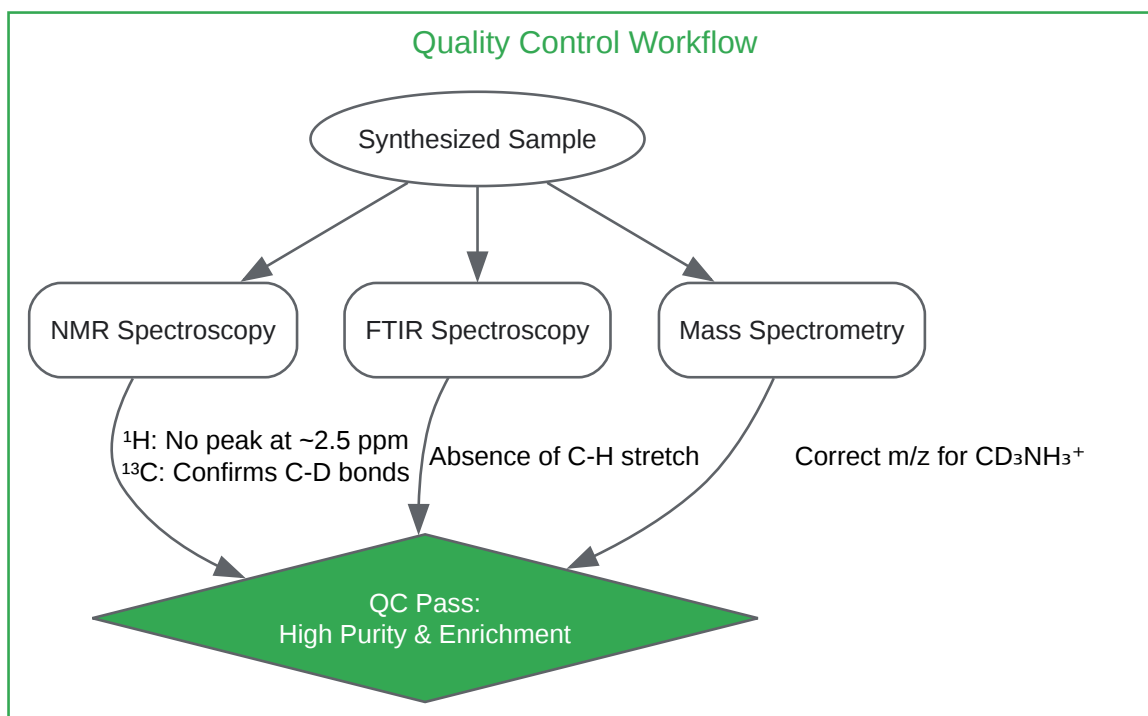 Quality Control Workflow
Synthesized Sample
NMR Spectroscopy
FTIR Spectroscopy
Mass Spectrometry
¹H: No peak at ~2.5 ppm
¹³C: Confirms C-D bonds
Absence of C-H stretch
Correct m/z for CD₃NH₃⁺
QC Pass:
High Purity & Enrichment